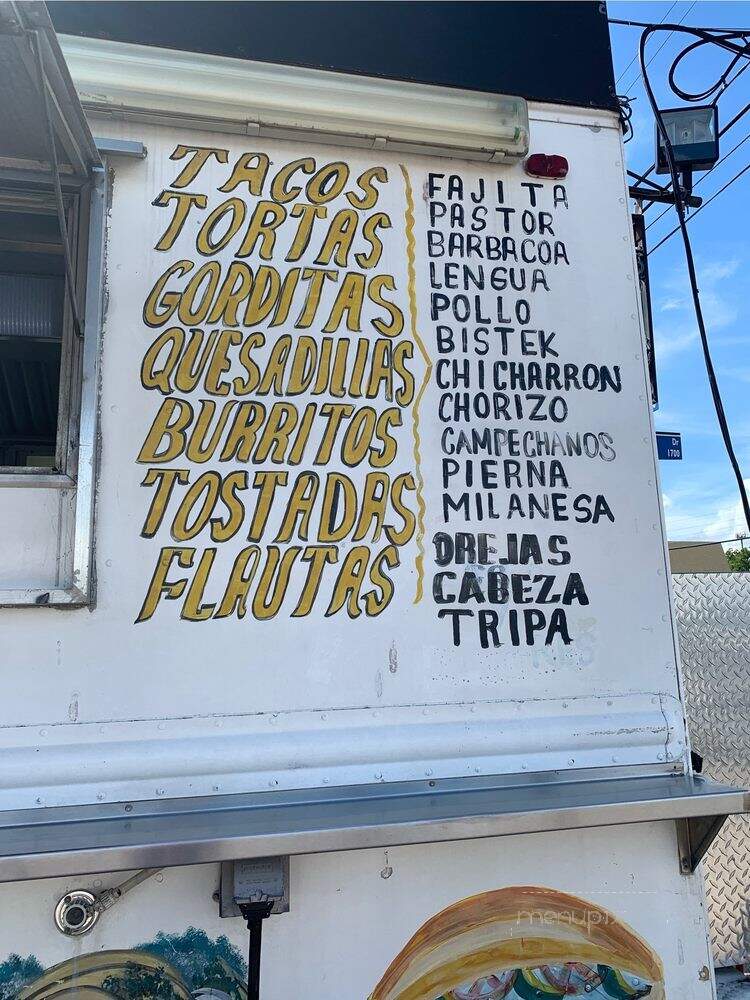 TACOS
TORTAS
GORDITAS
QUESADILLAS
BURRITOS
TOSTADAS
FLAUTAS
FAJITA
PASTOR
BARBACOA
LENGUA
POLLO
BISTEK
CHICHARRON
CHORIZO
CAMPECHANOS
PIERNA
MILANESA
OREJAS
CABEZA
TRIPA
Dr
1700
menupix